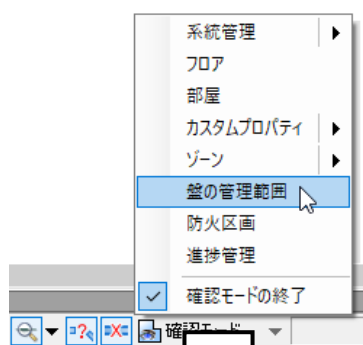 系統管理
フロア
部屋
カスタムプロパティ
ゾーン
盤の管理範囲
防火区画
進捗管理
確認モードの終了